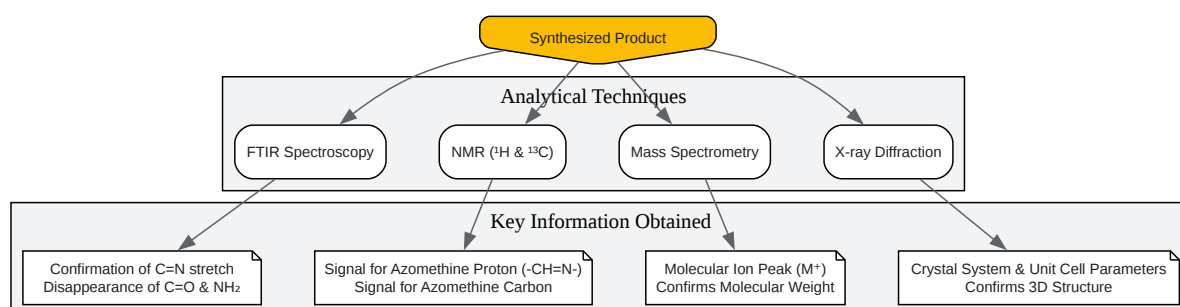 Synthesized Product
Analytical Techniques
FTIR Spectroscopy
NMR (¹H & ¹³C)
Mass Spectrometry
X-ray Diffraction
Key Information Obtained
Confirmation of C=N stretch
Disappearance of C=O & NH₂
Signal for Azomethine Proton (-CH=N-)
Signal for Azomethine Carbon
Molecular Ion Peak (M⁺)
Confirms Molecular Weight
Crystal System & Unit Cell Parameters
Confirms 3D Structure